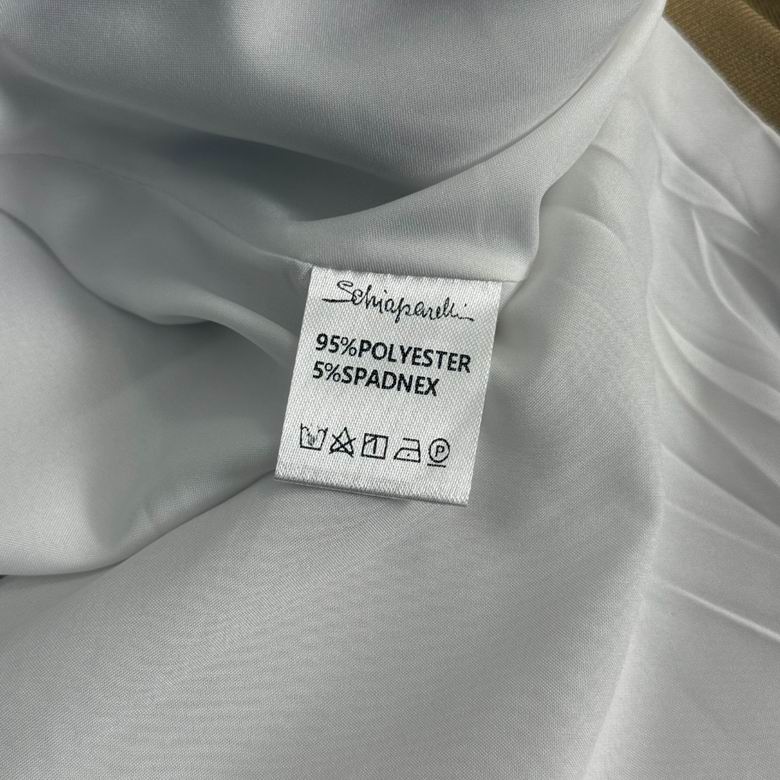 Schiaparelli
95%POLYESTER
5%SPADNEX
P